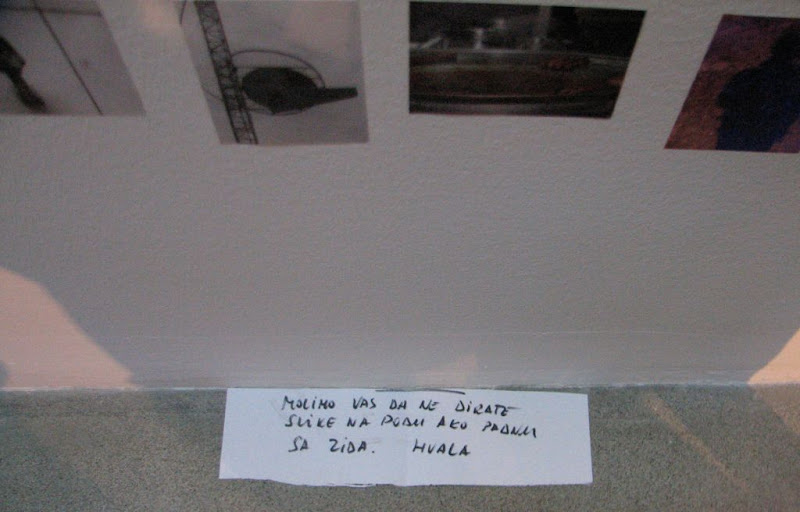 MOLIMO VAS DA NE DIRATE
SLIKE NA PODU AKO PADNU
SA ZIDA. HVALA